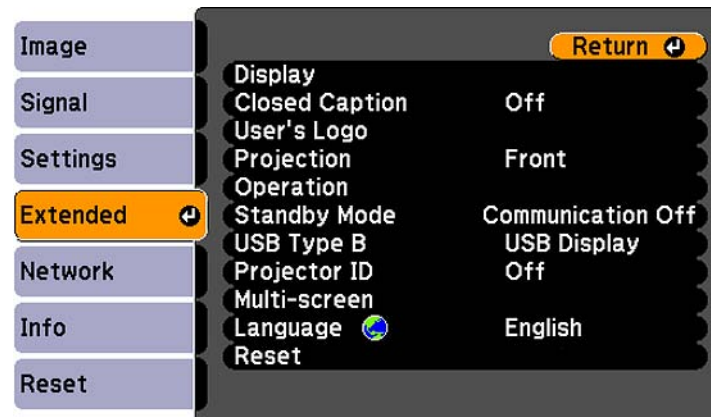 Image
Signal
Settings
Extended
Network
Info
Reset
Return
Display
Closed Caption Off
User's Logo
Projection Front
Operation
Standby Mode Communication Off
USB Type B USB Display
Projector ID Off
Multi-screen
Language English
Reset